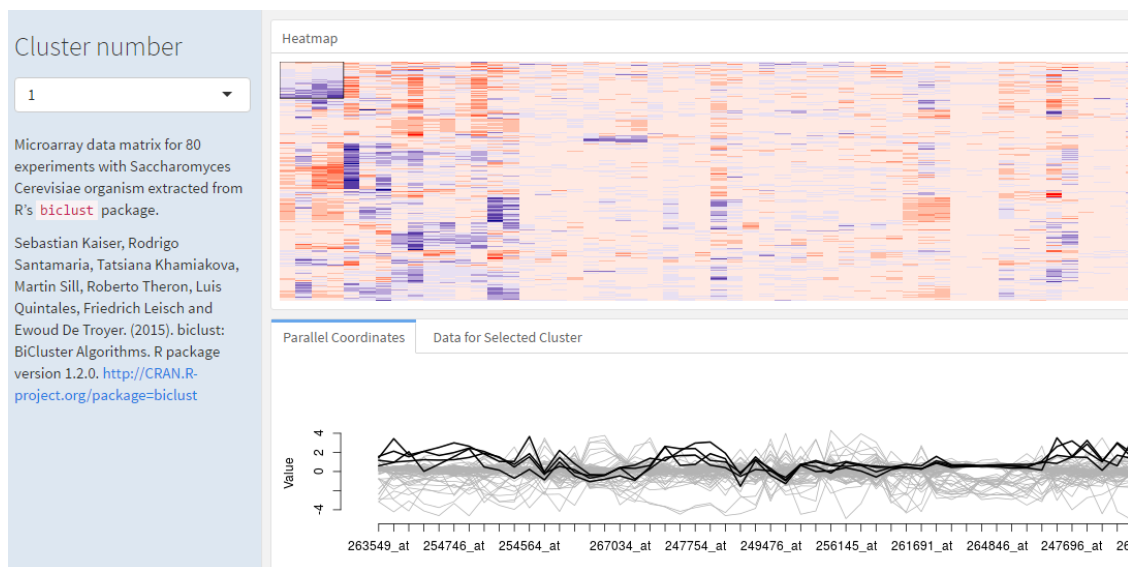 Cluster number
1
Microarray data matrix for 80
experiments with Saccharomyces
Cerevisiae organism extracted from
R's biclust package.
Sebastian Kaiser, Rodrigo
Santamaria, Tatsiana Khamiakova,
Martin Sill, Roberto Theron, Luis
Quintales, Friedrich Leisch and
Ewoud De Troyer. (2015). biclust:
BiCluster Algorithms. R package
version 1.2.0. http://CRAN.R-
project.org/package=biclust
Heatmap
Parallel Coordinates Data for Selected Cluster
Value
4
2
0
-4
263549_at 254746_at 254564_at 267034_at 247754_at 249476_at 256145_at 261691_at 264846_at 247696_at